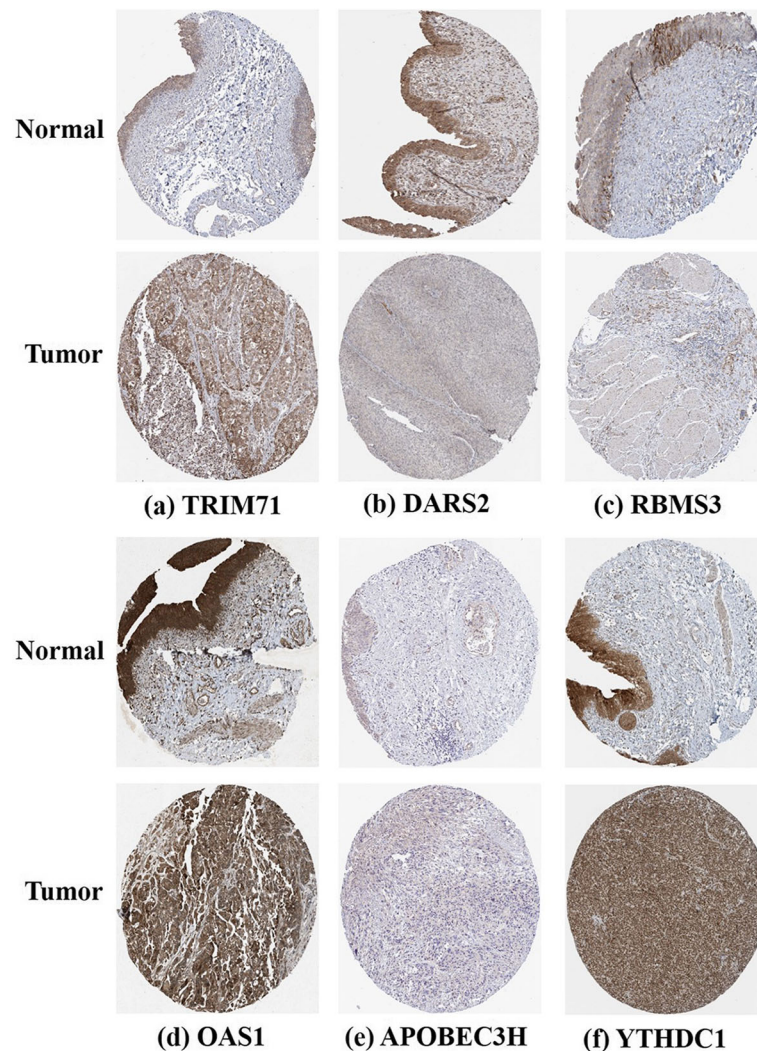 Normal
Tumor
(a) TRIM71 (b) DARS2 (c) RBMS3
Normal
Tumor
(d) OAS1 (e) APOBEC3H (f) YTHDC1